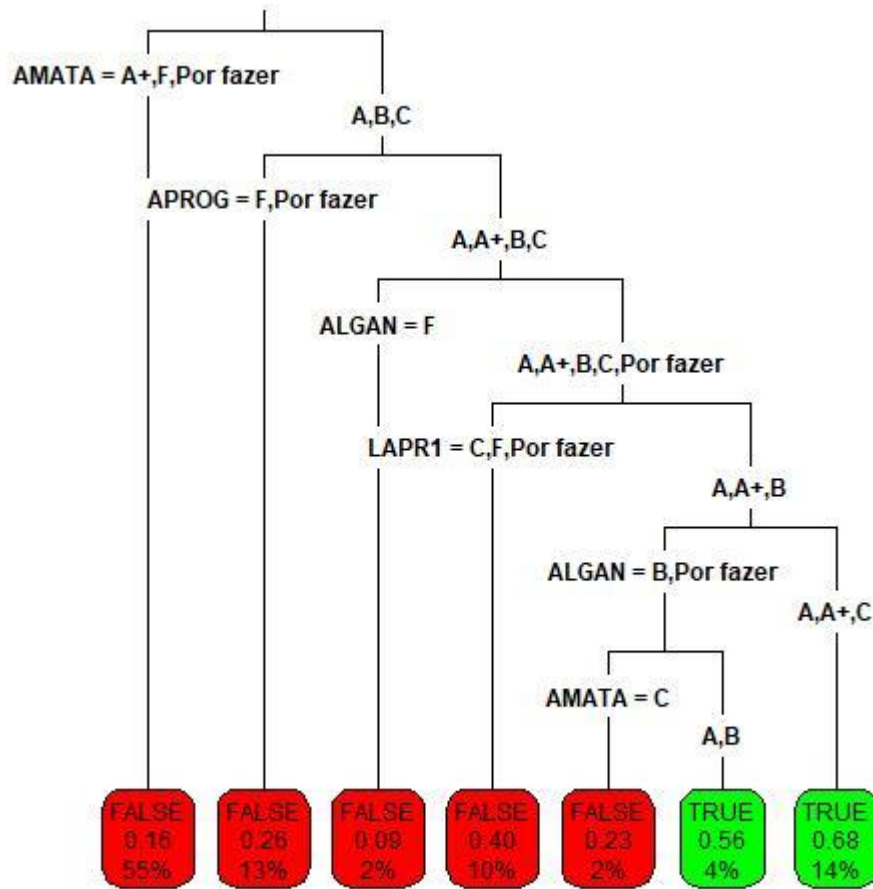 AMATA = A+,F,Por fazer
A,B,C
APROG = F,Por fazer
A,A+,B,C
ALGAN = F
A,A+,B,C,Por fazer
LAPR1 = C,F,Por fazer
A,A+,B
ALGAN = B,Por fazer
A,A+,C
AMATA = C
A,B
FALSE
0.16
55%
FALSE
0.26
13%
FALSE
0.09
2%
FALSE
0.40
10%
FALSE
0.23
2%
TRUE
0.56
4%
TRUE
0.68
14%